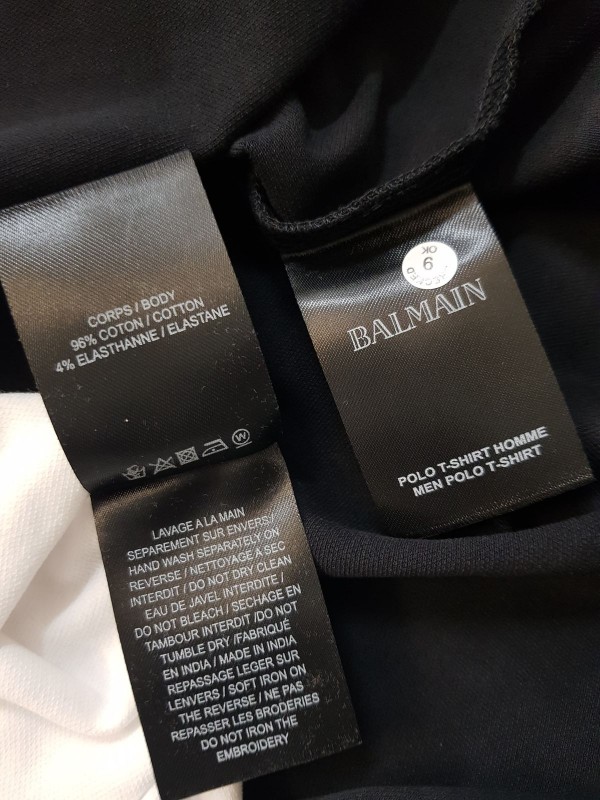 CORPS / BODY
96% COTON / COTTON
4% ELASTHANNE / ELASTANE
W
LAVAGE A LA MAIN
SEPAREMENT SUR ENVERS/
HAND WASH SEPARATELY ON
REVERSE / NETTOYAGE A SEC
INTERDIT / DO NOT DRY CLEAN
EAU DE JAVEL INTERDITE /
DO NOT BLEACH / SECHAGE EN
TAMBOUR INTERDIT /DO NOT
TUMBLE DRY /FABRIQUÉ
EN INDIA / MADE IN INDIA
REPASSAGE LEGER SUR
LENVERS / SOFT IRON ON
THE REVERSE / NE PAS
REPASSER LES BRODERIES
DO NOT IRON THE
EMBROIDERY
OK
9
BALMAIN
POLO T-SHIRT HOMME
MEN POLO T-SHIRT